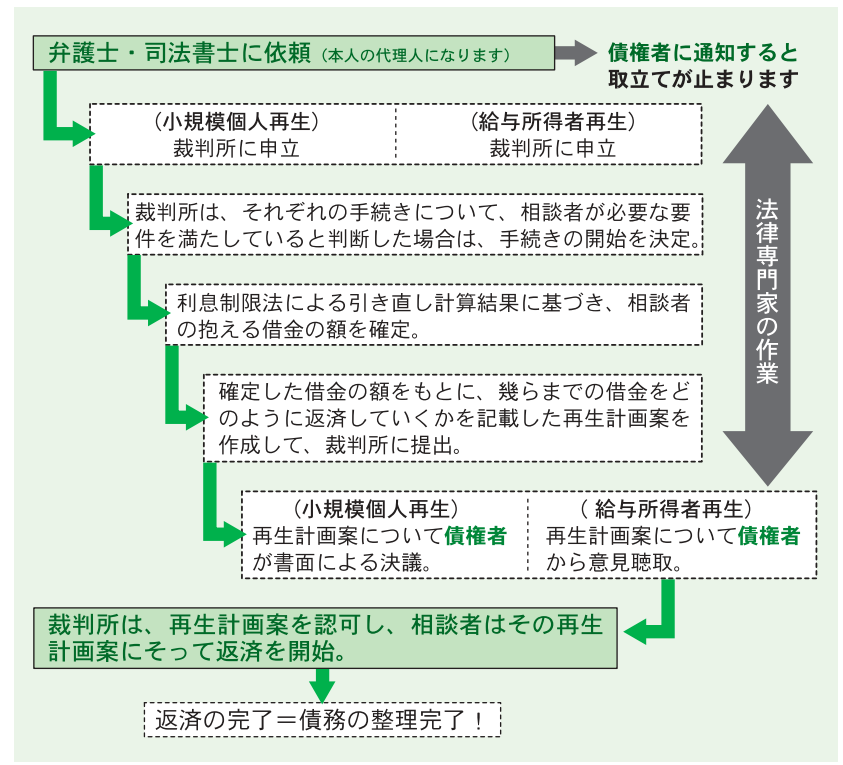 弁護士・司法書士に依頼（本人の代理人になります）
債権者に通知すると
取立てが止まります
（小規模個人再生）
裁判所に申立
（給与所得者再生）
裁判所に申立
裁判所は、それぞれの手続きについて、相談者が必要な要
件を満たしていると判断した場合は、手続きの開始を決定。
利息制限法による引き直し計算結果に基づき、相談者
の抱える借金の額を確定。
確定した借金の額をもとに、幾らまでの借金をど
のように返済していくかを記載した再生計画案を
作成して、裁判所に提出。
法律専門家の作業
（小規模個人再生）
再生計画案について債権者
が書面による決議。
（ 給与所得者再生）
再生計画案について債権者
から意見聴取。
裁判所は、再生計画案を認可し、相談者はその再生
計画案にそって返済を開始。
返済の完了＝債務の整理完了！